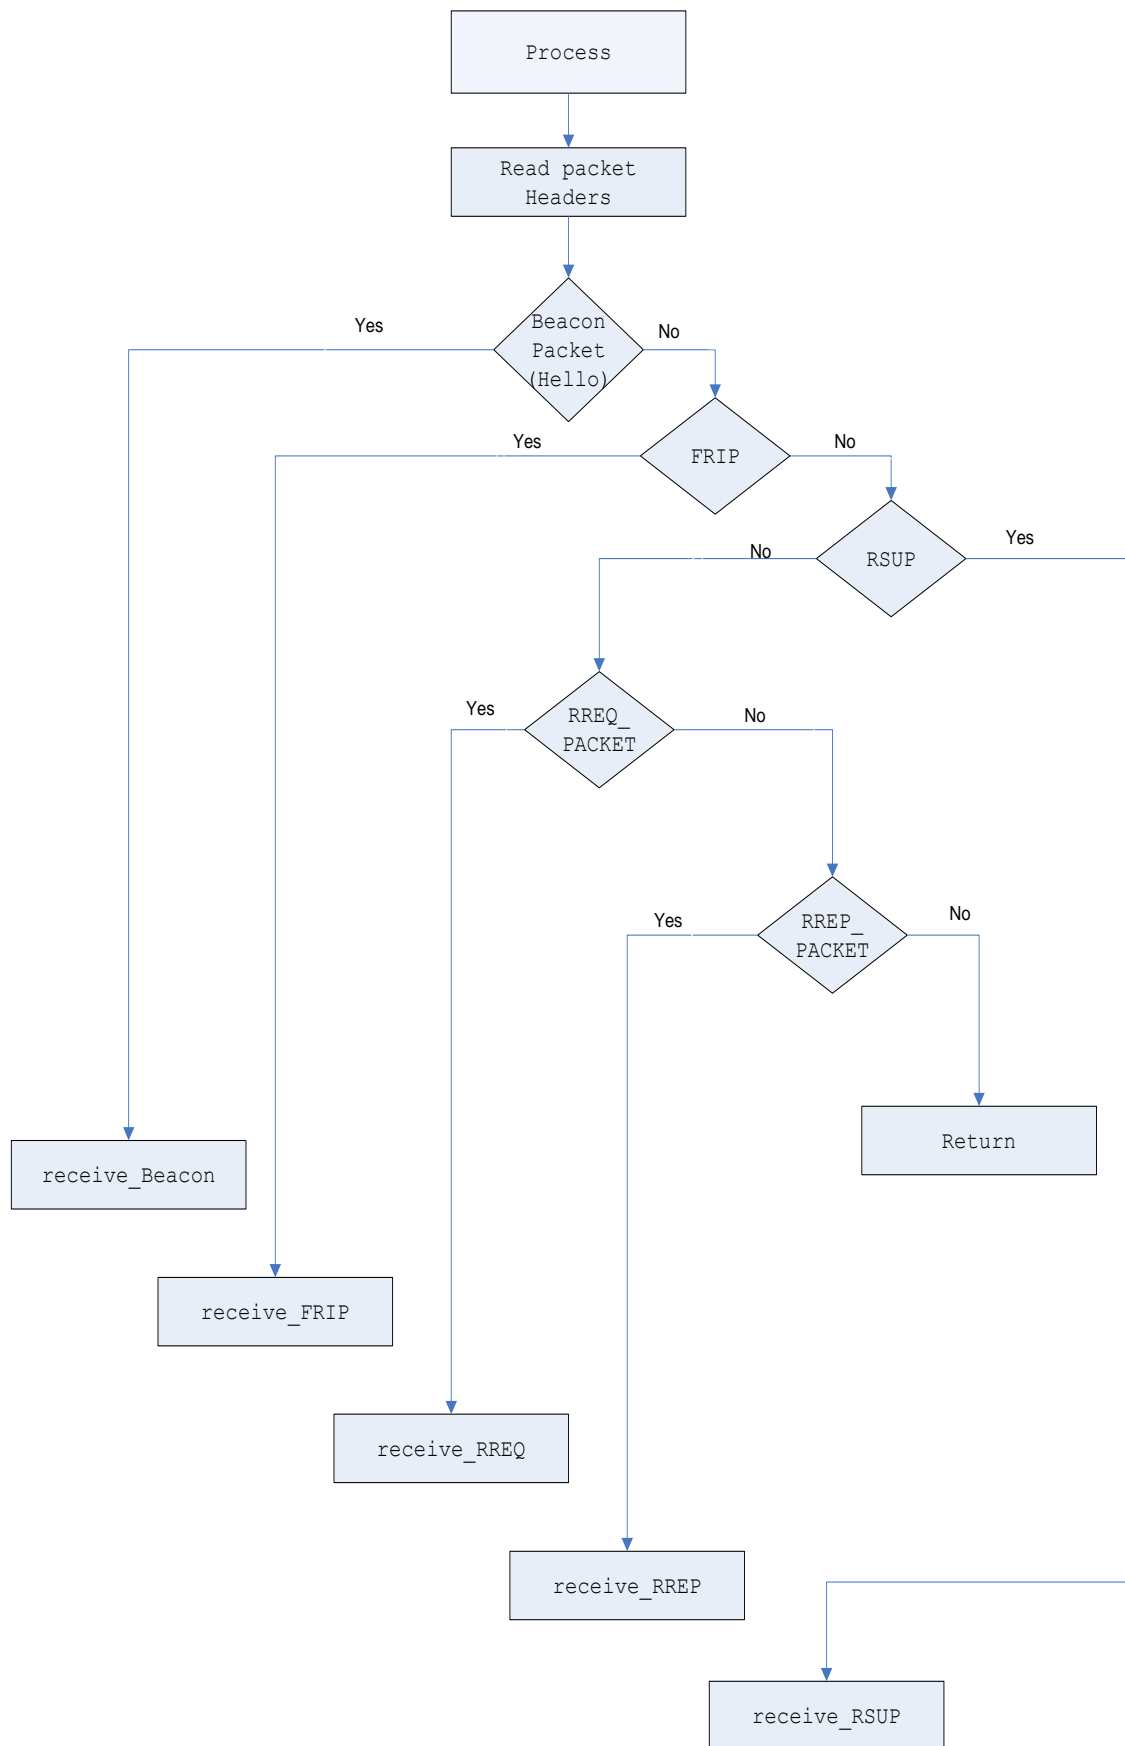 Process
Read packet
Headers
Beacon
Packet
(Hello)
Yes
No
FRIP
Yes
No
RSUP
No
Yes
RREQ_
PACKET
Yes
No
RREP_
PACKET
Yes
No
Return
receive_Beacon
receive_FRIP
receive_RREQ
receive_RREP
receive_RSUP